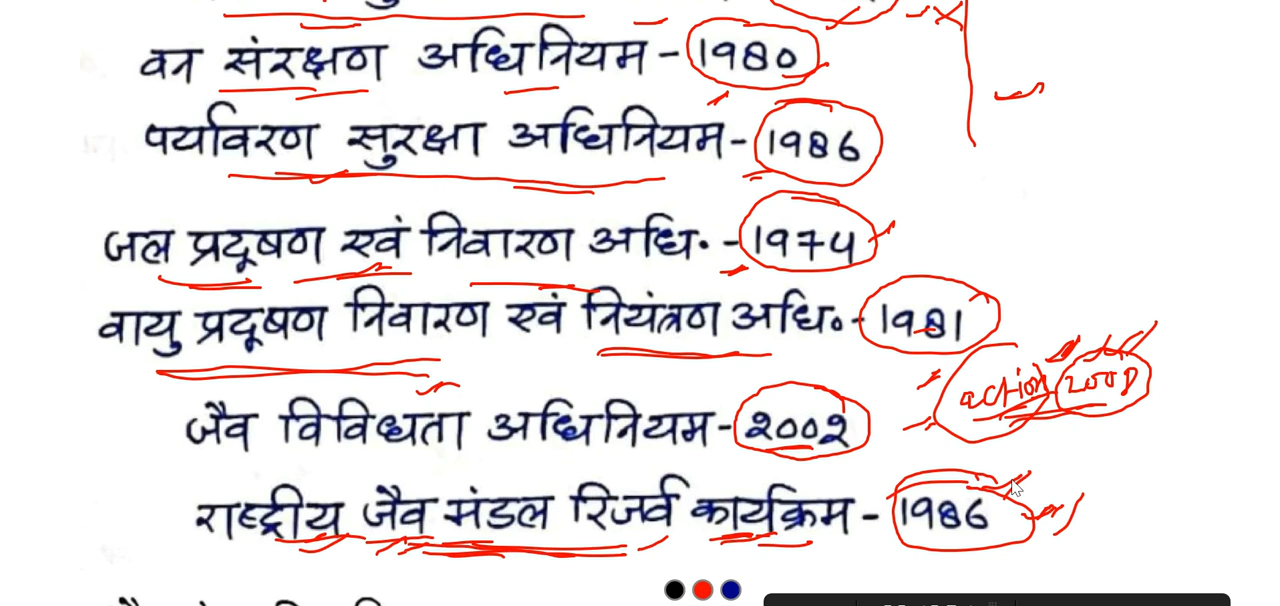 वन संरक्षण अधिनियम - 1980
पर्यावरण सुरक्षा अधिनियम - 1986
जल प्रदूषण एवं निवारण अधि. - 1974
वायु प्रदूषण निवारण एवं नियंत्रण अधि. - 1981
action 2008
जैव विविधता अधिनियम - 2002
राष्ट्रीय जैव मंडल रिजर्व कार्यक्रम - 1986